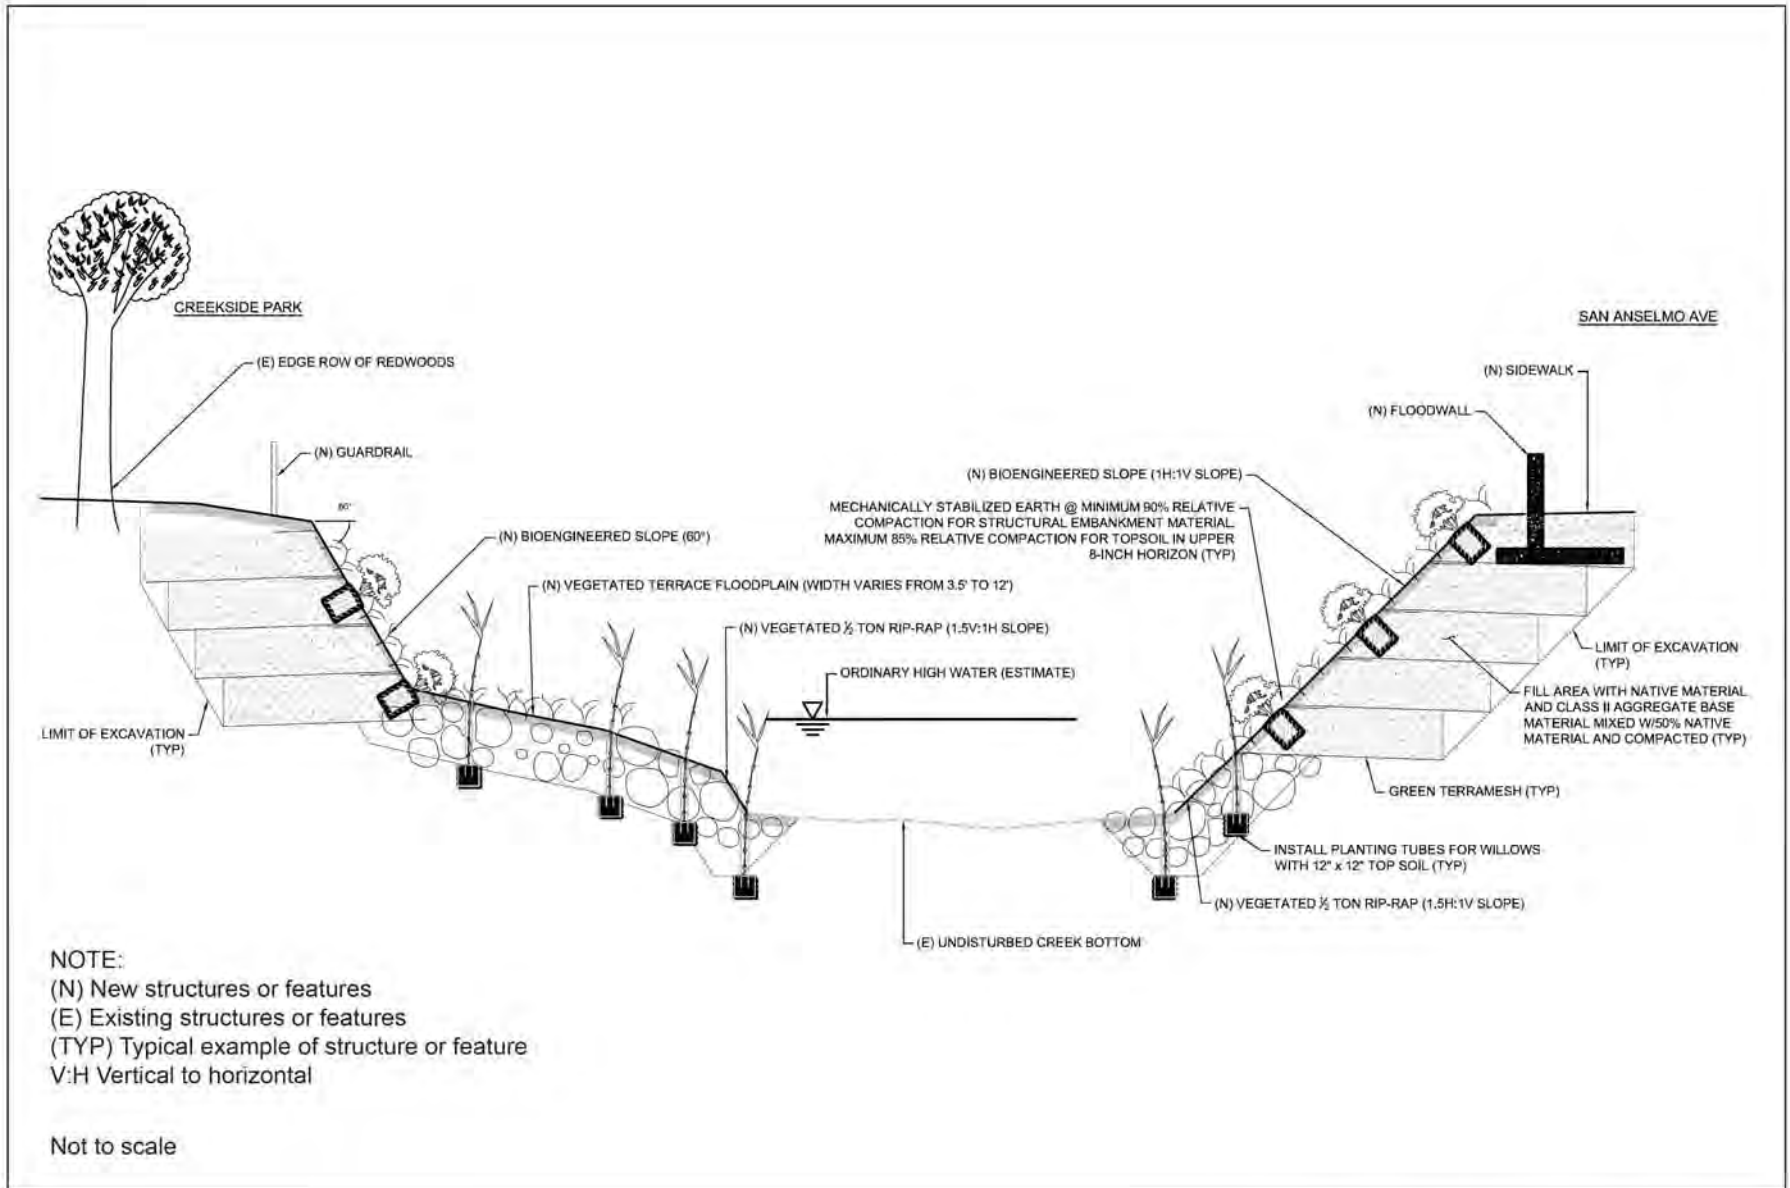 CREEKSIDE PARK
SAN ANSELMO AVE
(E) EDGE ROW OF REDWOODS
(N) SIDEWALK
(N) FLOODWALL
(N) GUARDRAIL
(N) BIOENGINEERED SLOPE (1H:1V SLOPE)
MECHANICALLY STABILIZED EARTH @ MINIMUM 90% RELATIVE
COMPACTION FOR STRUCTURAL EMBANKMENT MATERIAL.
MAXIMUM 85% RELATIVE COMPACTION FOR TOPSOIL IN UPPER
8-INCH HORIZON (TYP)
60°
(N) BIOENGINEERED SLOPE (60°)
(N) VEGETATED TERRACE FLOODPLAIN (WIDTH VARIES FROM 3.5' TO 12')
(N) VEGETATED ½ TON RIP-RAP (1.5V:1H SLOPE)
ORDINARY HIGH WATER (ESTIMATE)
LIMIT OF EXCAVATION
(TYP)
LIMIT OF EXCAVATION
(TYP)
FILL AREA WITH NATIVE MATERIAL
AND CLASS II AGGREGATE BASE
MATERIAL MIXED W/50% NATIVE
MATERIAL AND COMPACTED (TYP)
GREEN TERRAMESH (TYP)
INSTALL PLANTING TUBES FOR WILLOWS
WITH 12" x 12" TOP SOIL (TYP)
(N) VEGETATED ½ TON RIP-RAP (1.5H:1V SLOPE)
(E) UNDISTURBED CREEK BOTTOM
NOTE:
(N) New structures or features
(E) Existing structures or features
(TYP) Typical example of structure or feature
V:H Vertical to horizontal
Not to scale